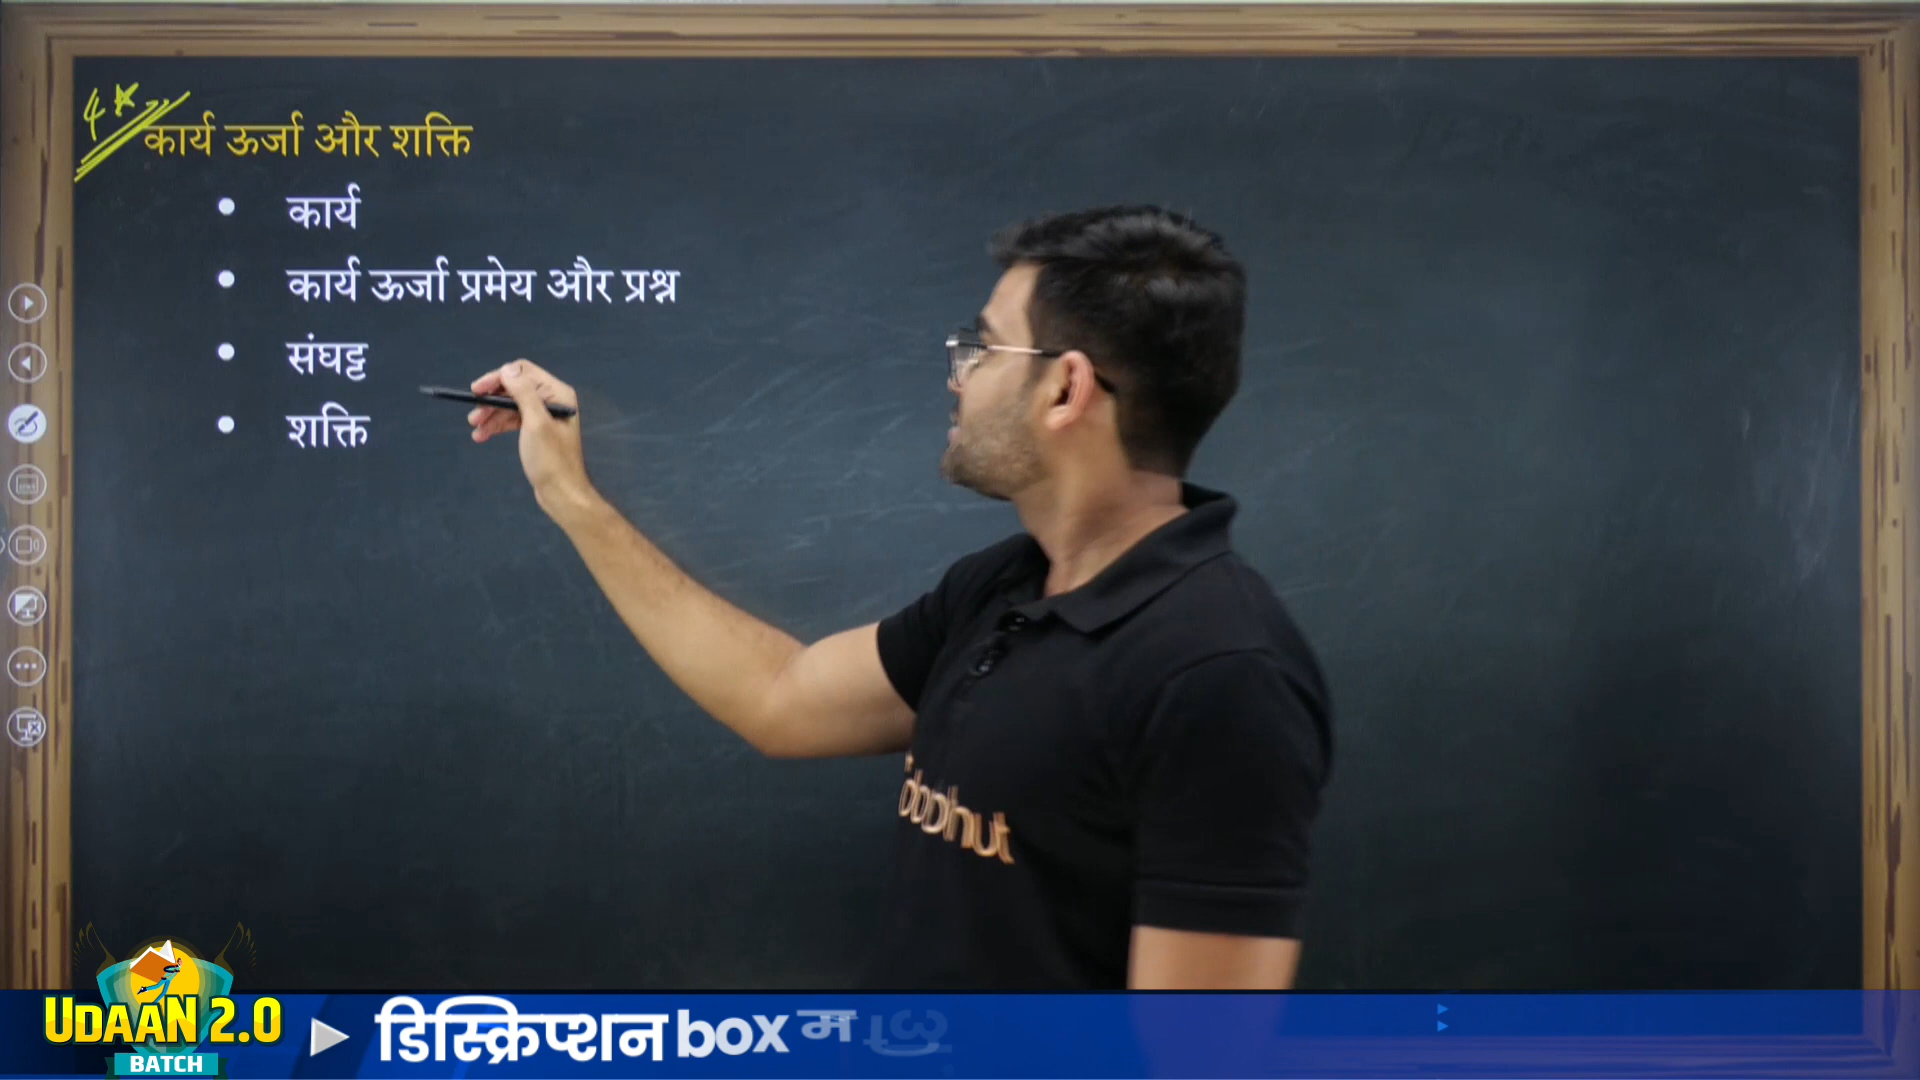 4*
कार्य ऊर्जा और शक्ति
• कार्य
• कार्य ऊर्जा प्रमेय और प्रश्न
• संघट्ट
• शक्ति
UDAAN 2.0
BATCH
डिस्क्रिप्शन box